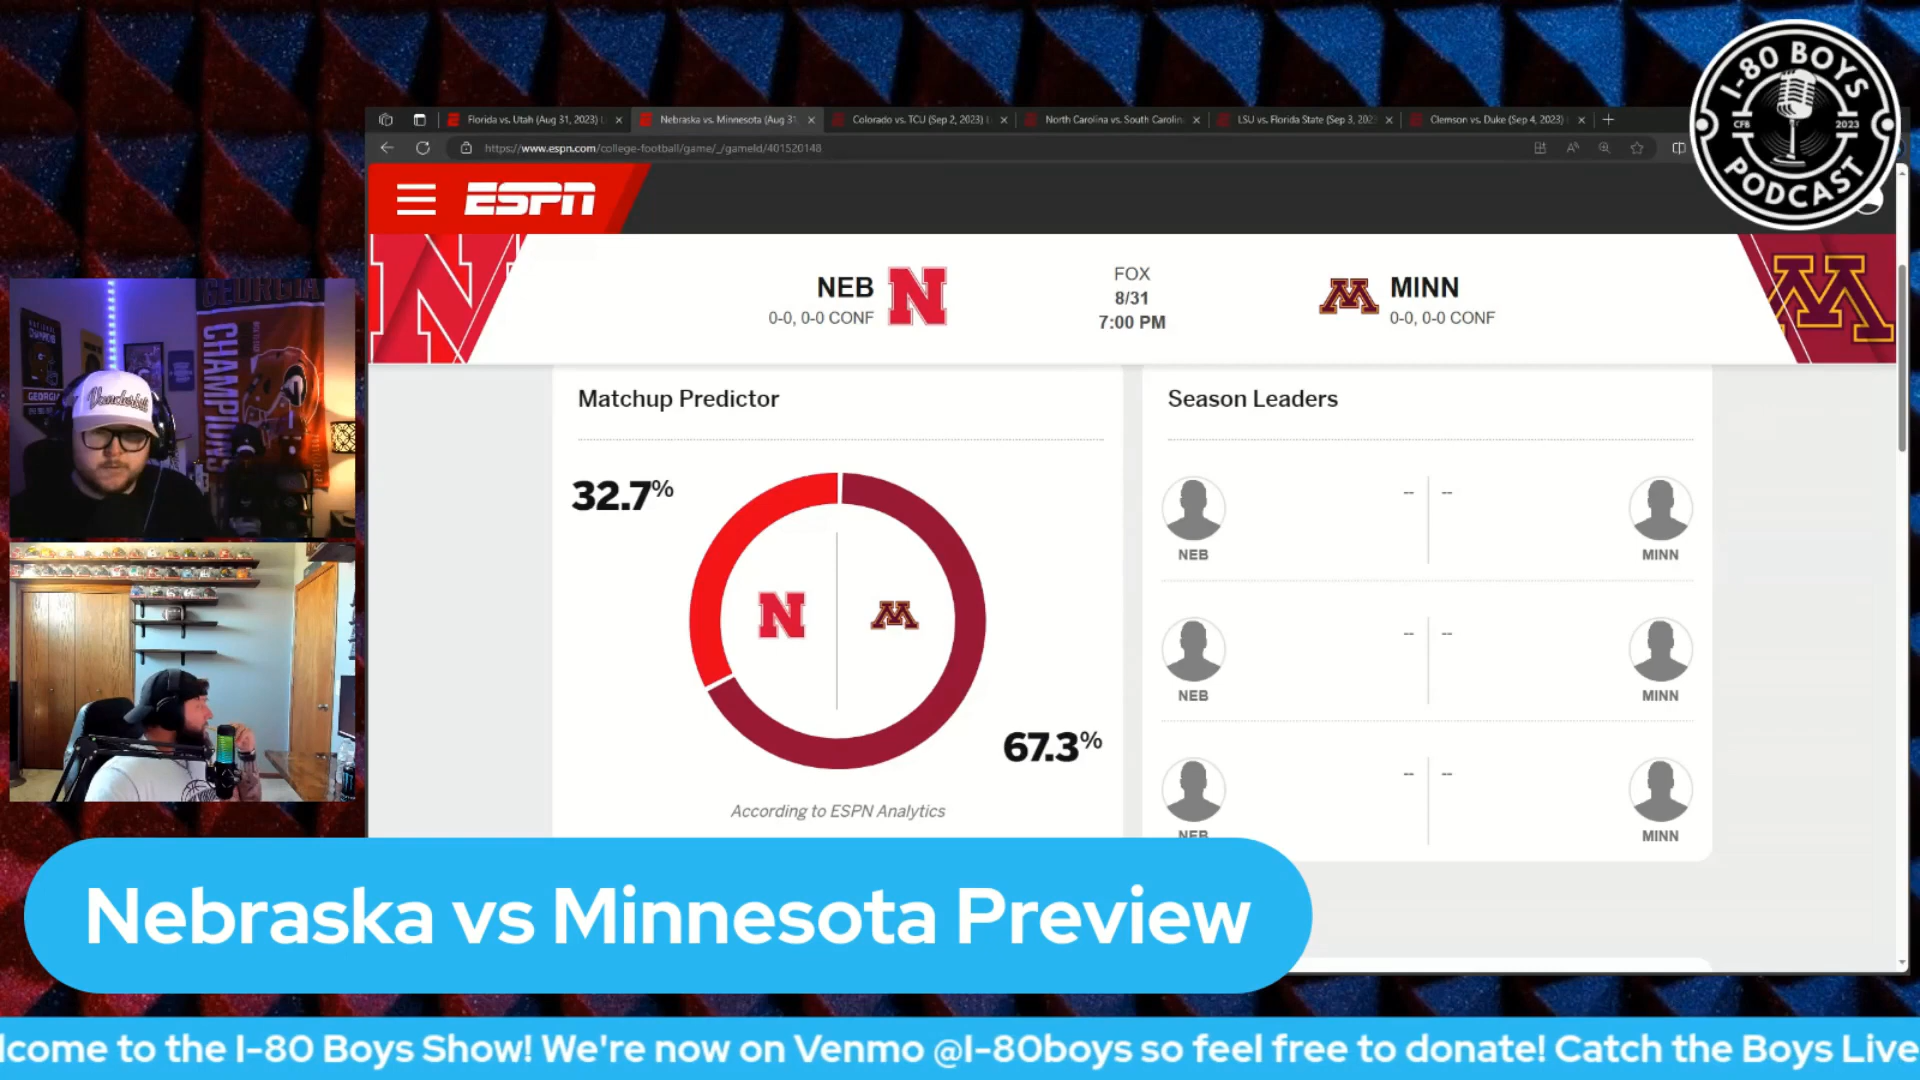 I-80 BOYS
CFB
2023
PODCAST
Florida vs. Utah (Aug 31, 2023)
Nebraska vs. Minnesota (Aug 31,
Colorado vs. TCU (Sep 2, 2023)
North Carolina vs. South Carolin
LSU vs. Florida State (Sep 3, 202
Clemson vs. Duke (Sep 4, 2023)
https://www.espn.com/college-football/game/_/gameId/401520148
ESPN
NEB
0-0, 0-0 CONF
N
FOX
8/31
7:00 PM
M
MINN
0-0, 0-0 CONF
N
M
GEORGIA
CHAMPIONS
GEORGIA
Vanderbilt
Matchup Predictor
32.7%
N
M
67.3%
According to ESPN Analytics
Season Leaders
-- --
NEB
MINN
-- --
NEB
MINN
-- --
NEB
MINN
Nebraska vs Minnesota Preview
lcome to the I-80 Boys Show! We're now on Venmo @I-80boys so feel free to donate! Catch the Boys Live